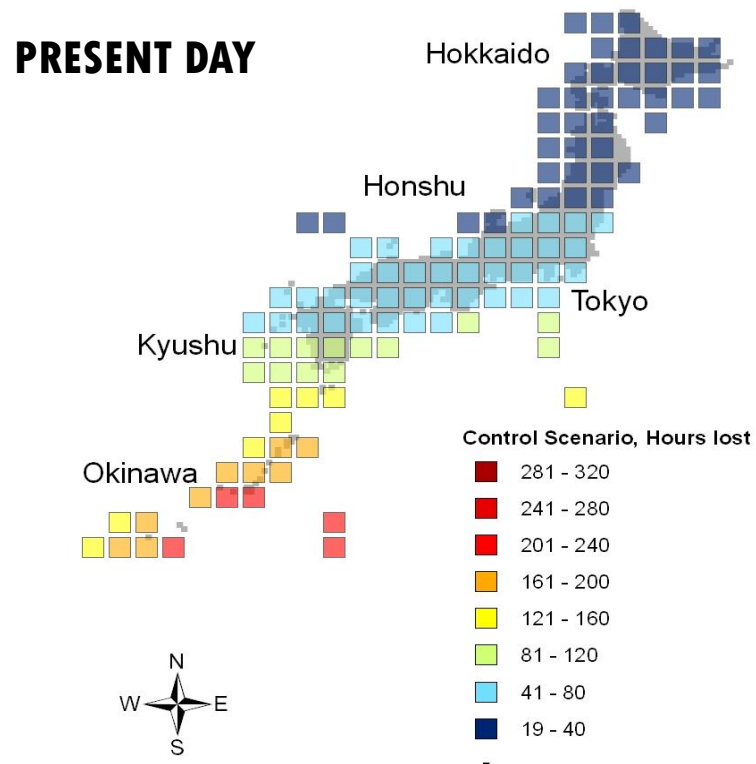 PRESENT DAY
Hokkaido
Honshu
Tokyo
Kyushu
Okinawa
Control Scenario, Hours lost
281 - 320
241 - 280
201 - 240
161 - 200
121 - 160
81 - 120
41 - 80
19 - 40
N
W E
S